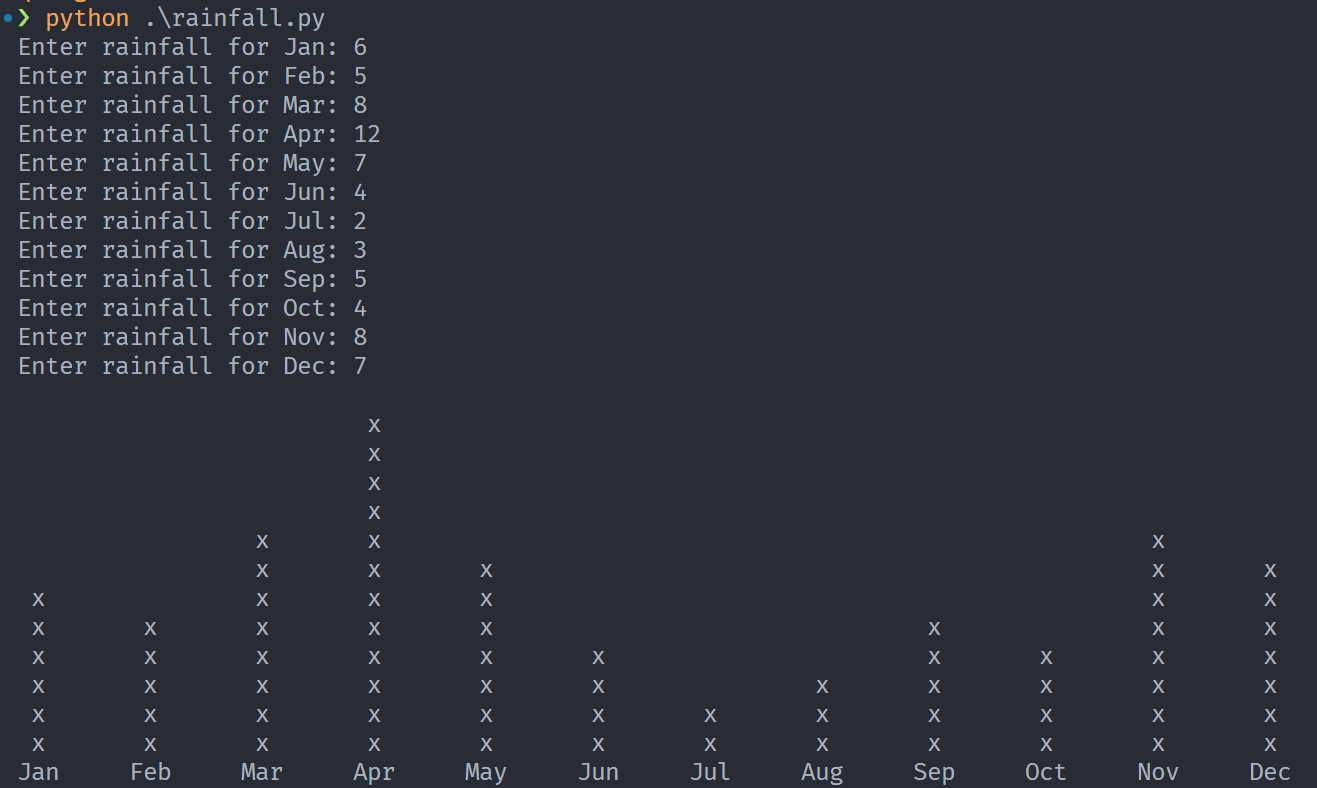 ❯ python .\rainfall.py
Enter rainfall for Jan: 6
Enter rainfall for Feb: 5
Enter rainfall for Mar: 8
Enter rainfall for Apr: 12
Enter rainfall for May: 7
Enter rainfall for Jun: 4
Enter rainfall for Jul: 2
Enter rainfall for Aug: 3
Enter rainfall for Sep: 5
Enter rainfall for Oct: 4
Enter rainfall for Nov: 8
Enter rainfall for Dec: 7

                         x
                         x
                         x
                         x
                 x       x                                                       x
                 x       x       x                                               x       x
 x               x       x       x                                               x       x
 x       x       x       x       x                               x               x       x
 x       x       x       x       x       x                       x       x       x       x
 x       x       x       x       x       x               x       x       x       x       x
 x       x       x       x       x       x       x       x       x       x       x       x
 x       x       x       x       x       x       x       x       x       x       x       x
Jan     Feb     Mar     Apr     May     Jun     Jul     Aug     Sep     Oct     Nov     Dec